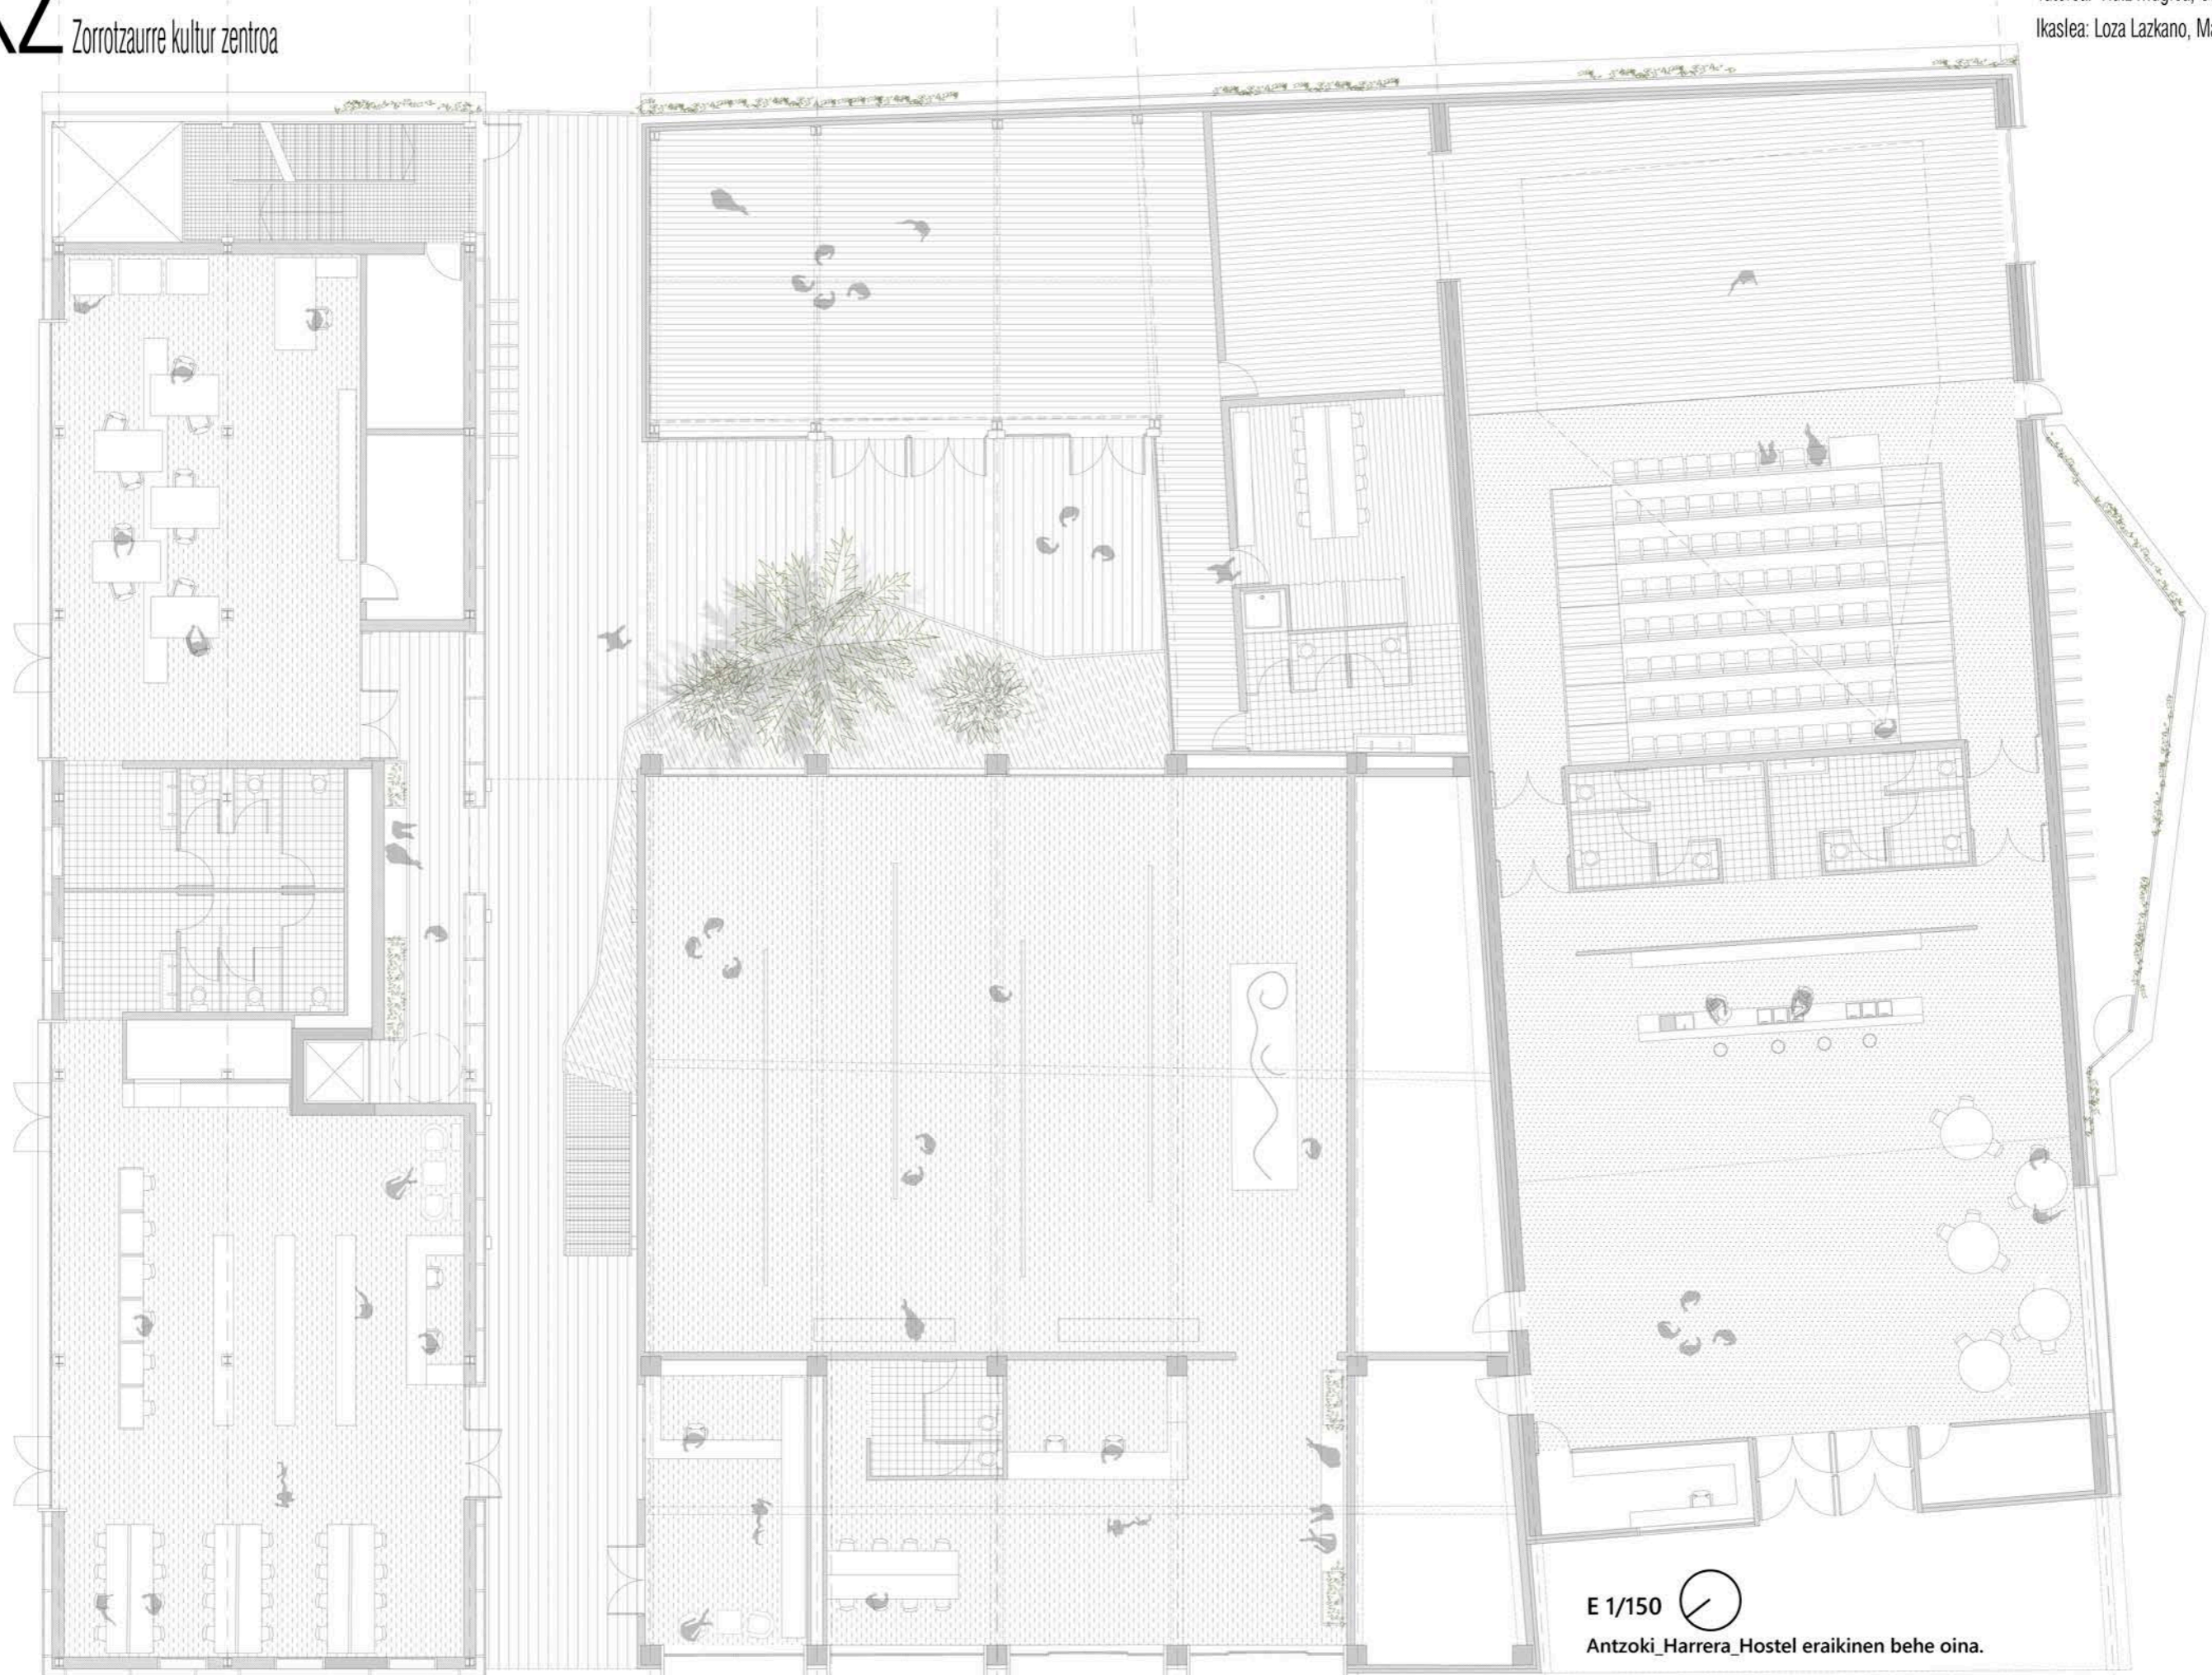 Zorrotzaurre kultur zentroa
Ikaslea: Loza Lazkano,
E 1/150
Antzoki_Harrera_Hostel eraikinen behe oina.